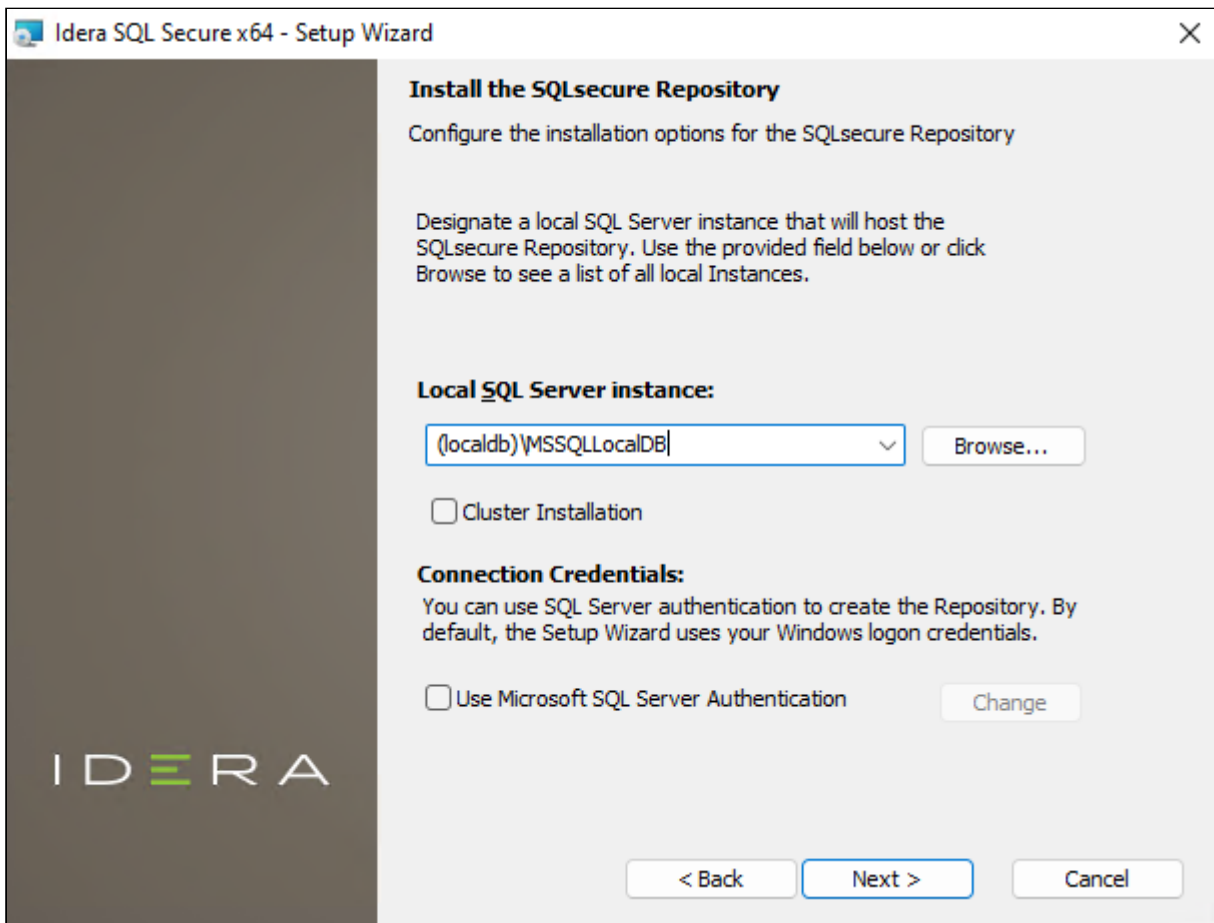 Idera SQL Secure x64 - Setup Wizard
Install the SQLsecure Repository
Configure the installation options for the SQLsecure Repository
Designate a local SQL Server instance that will host the
SQLsecure Repository. Use the provided field below or click
Browse to see a list of all local Instances.
Local SQL Server instance:
(localdb)\MSSQLLocalDB
Browse...
Cluster Installation
Connection Credentials:
You can use SQL Server authentication to create the Repository. By
default, the Setup Wizard uses your Windows logon credentials.
Use Microsoft SQL Server Authentication
Change
IDERA
< Back
Next >
Cancel